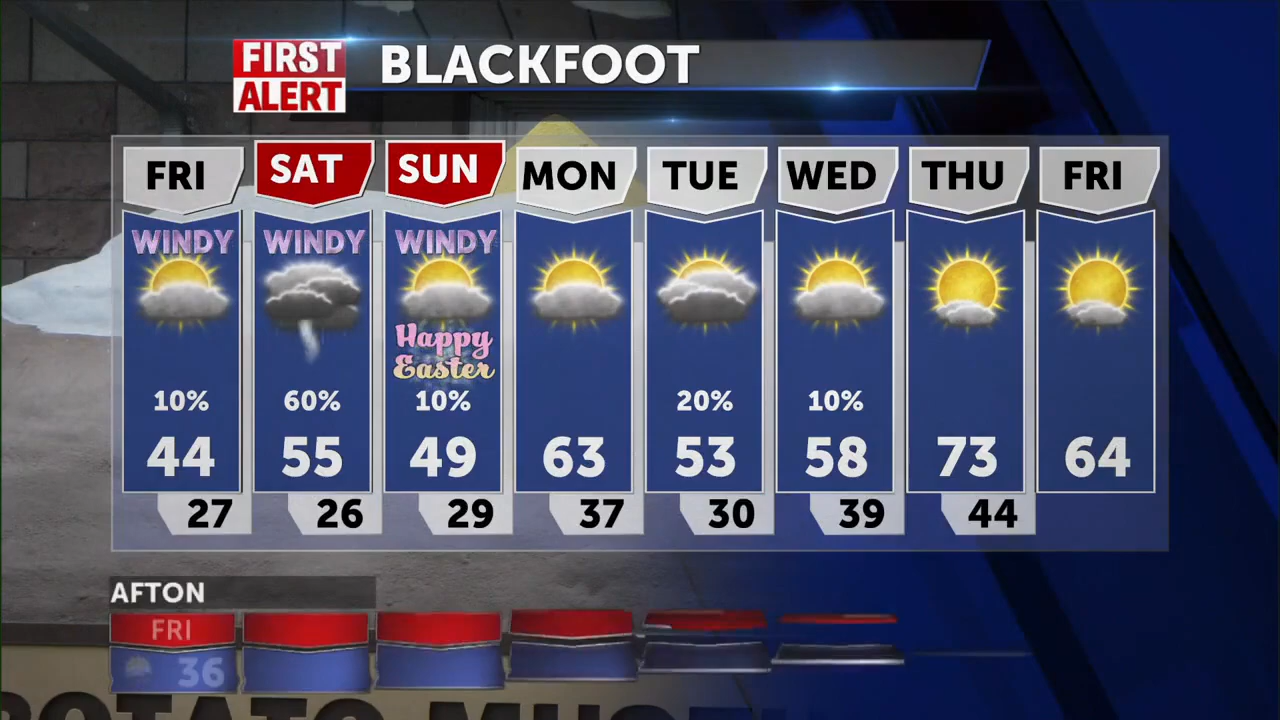 FIRST ALERT
BLACKFOOT
FRI SAT SUN MON TUE WED THU FRI
WINDY WINDY WINDY
Happy Easter
10% 60% 10% 20% 10%
44 55 49 63 53 58 73 64
27 26 29 37 30 39 44
AFTON
FRI
36
POTATO